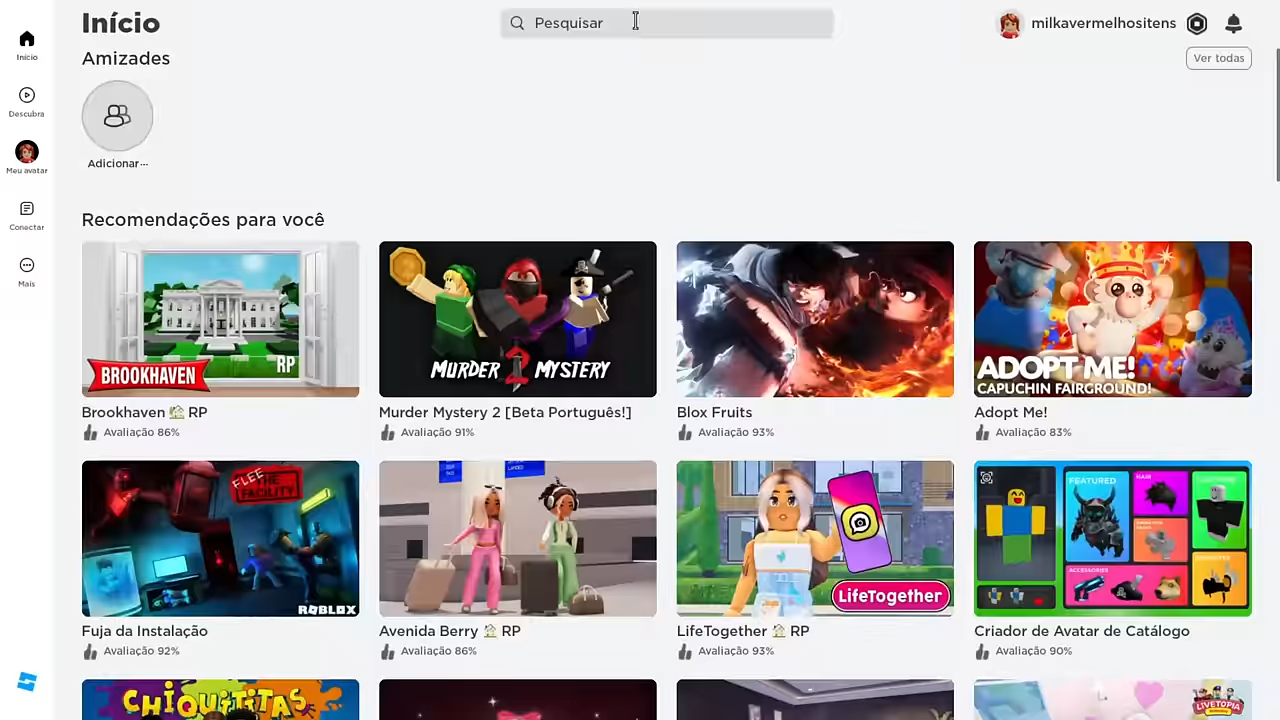 Início
Pesquisar
milkavermelhositens
Início
Descubra
Meu avatar
Conectar
Mais
Amizades
Ver todas
Adicionar···
Recomendações para você
BROOKHAVEN
RP
MURDER 2 MYSTERY
ADOPT ME!
CAPUCHIN FAIRGROUND!
Brookhaven 🏡 RP
Murder Mystery 2 [Beta Português!]
Blox Fruits
Adopt Me!
Avaliação 86%
Avaliação 91%
Avaliação 93%
Avaliação 83%
FLEE THE FACILITY
ROBLOX
LANDED
LifeTogether
FEATURED
HAIR
ACCESSORIES
Fuja da Instalação
Avenida Berry 🏠 RP
LifeTogether 🏠 RP
Criador de Avatar de Catálogo
Avaliação 92%
Avaliação 86%
Avaliação 93%
Avaliação 90%
CHIQUITITAS
LIVETOPIA